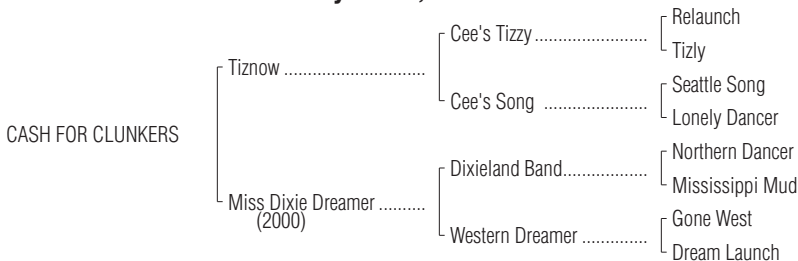 Relaunch
Cee's Tizzy ........................
Tizly
Tiznow ..............................
Seattle Song
Cee's Song ......................
Lonely Dancer
CASH FOR CLUNKERS
Northern Dancer
Dixieland Band..................
Mississippi Mud
Miss Dixie Dreamer ..........
(2000)
Gone West
Western Dreamer ..............
Dream Launch